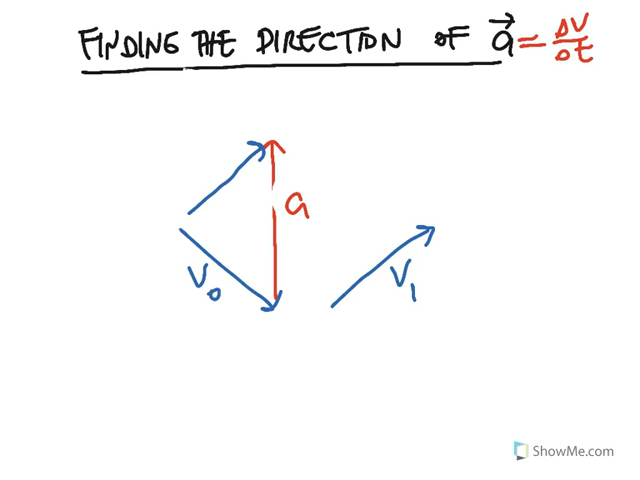 FINDING THE DIRECTION OF a⃗ = ΔV/Δt
a
V₀
V₁
ShowMe.com